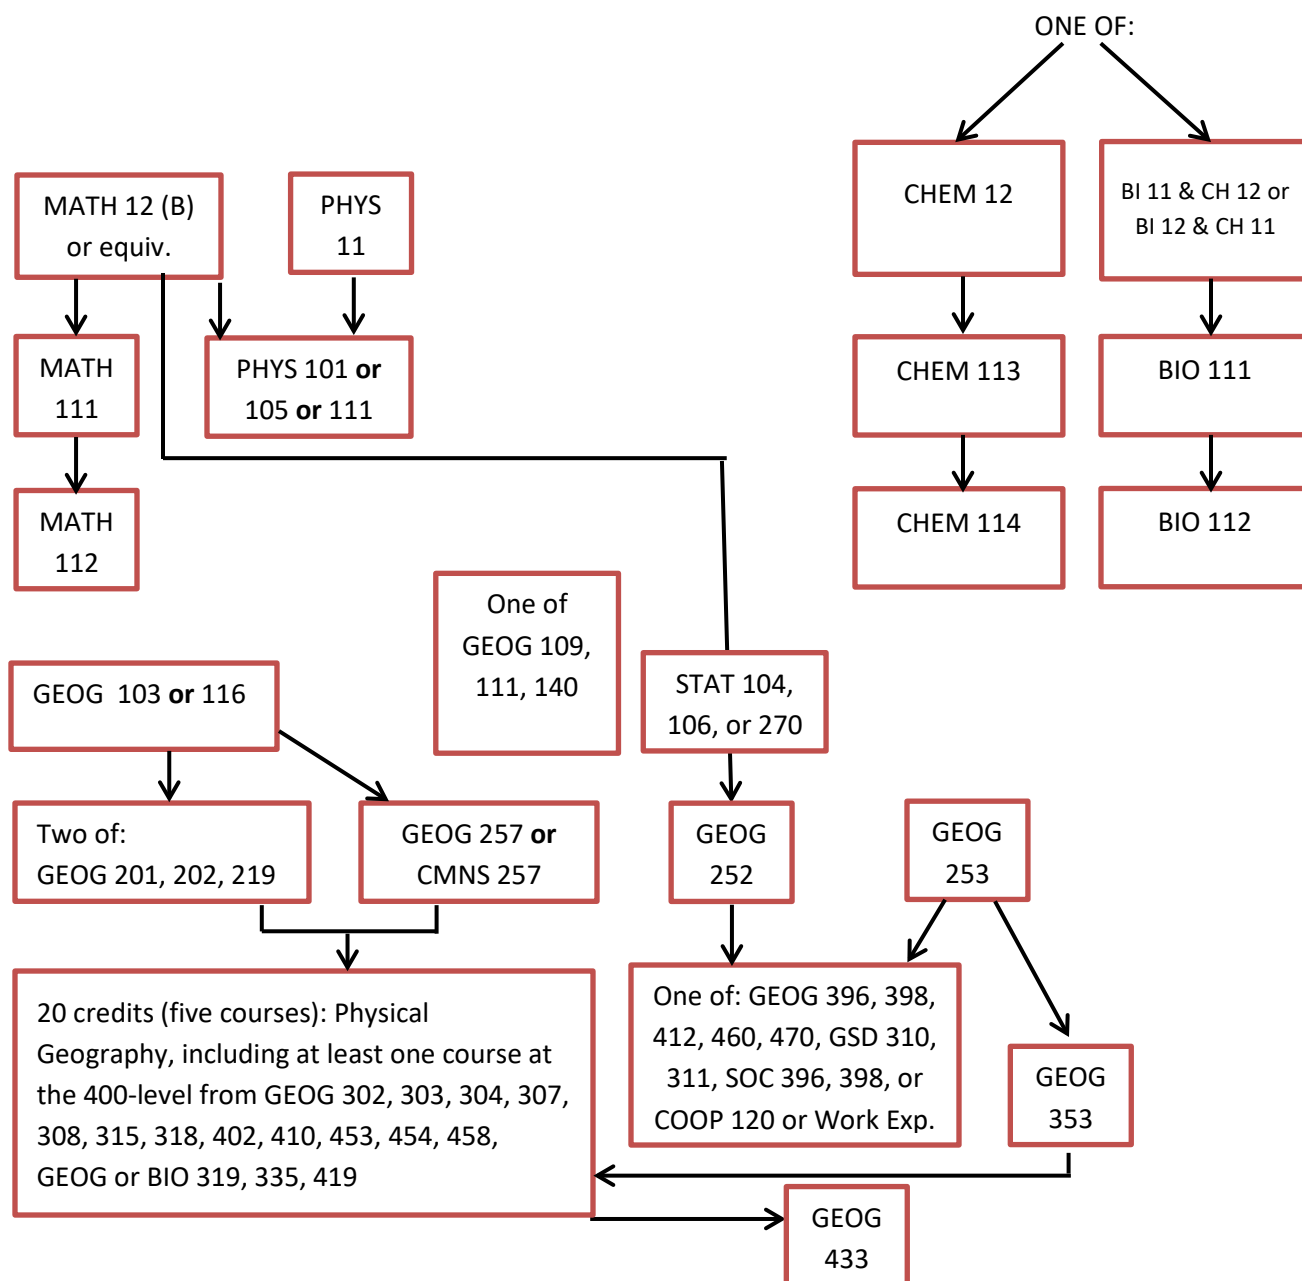 ONE OF:
MATH 12 (B)
or equiv.
PHYS
11
CHEM 12
BI 11 & CH 12 or
BI 12 & CH 11
MATH
111
PHYS 101 or
105 or 111
CHEM 113
BIO 111
MATH
112
CHEM 114
BIO 112
One of
GEOG 109,
111, 140
GEOG  103 or 116
STAT 104,
106, or 270
Two of:
GEOG 201, 202, 219
GEOG 257 or
CMNS 257
GEOG
252
GEOG
253
20 credits (five courses): Physical
Geography, including at least one course at
the 400-level from GEOG 302, 303, 304, 307,
308, 315, 318, 402, 410, 453, 454, 458,
GEOG or BIO 319, 335, 419
One of: GEOG 396, 398,
412, 460, 470, GSD 310,
311, SOC 396, 398, or
COOP 120 or Work Exp.
GEOG
353
GEOG
433